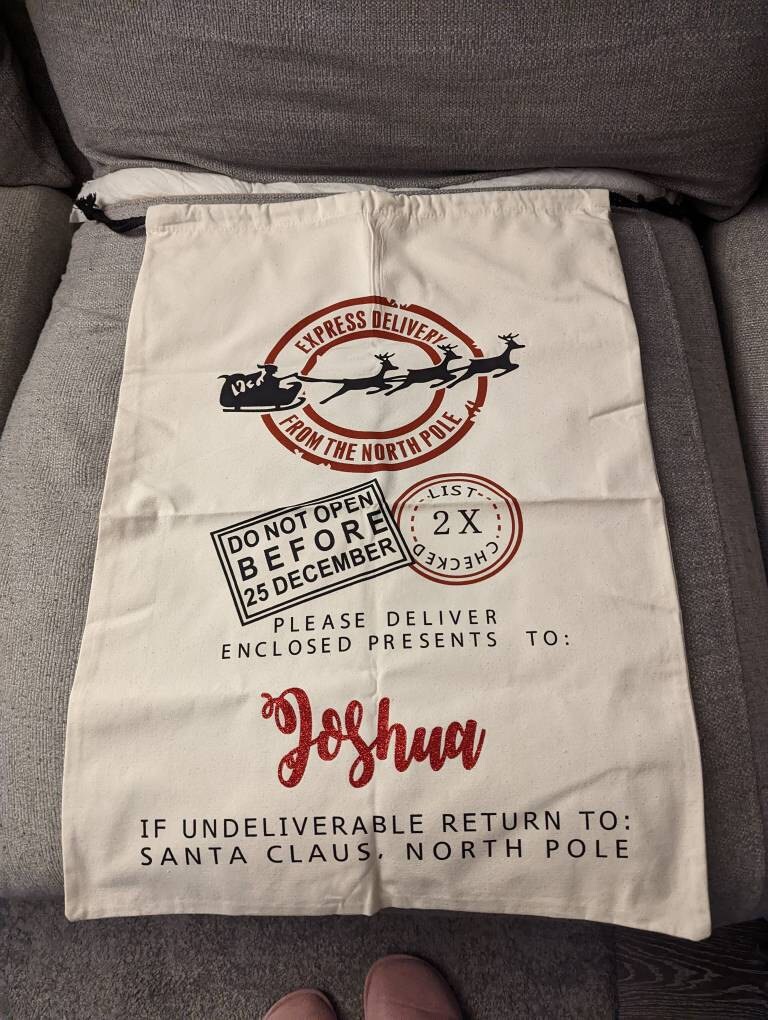 EXPRESS DELIVERY
FROM THE NORTH POLE
DO NOT OPEN
BEFORE
25 DECEMBER
LIST
2 X
CHECKED
PLEASE DELIVER
ENCLOSED PRESENTS TO:
Joshua
IF UNDELIVERABLE RETURN TO:
SANTA CLAUS, NORTH POLE